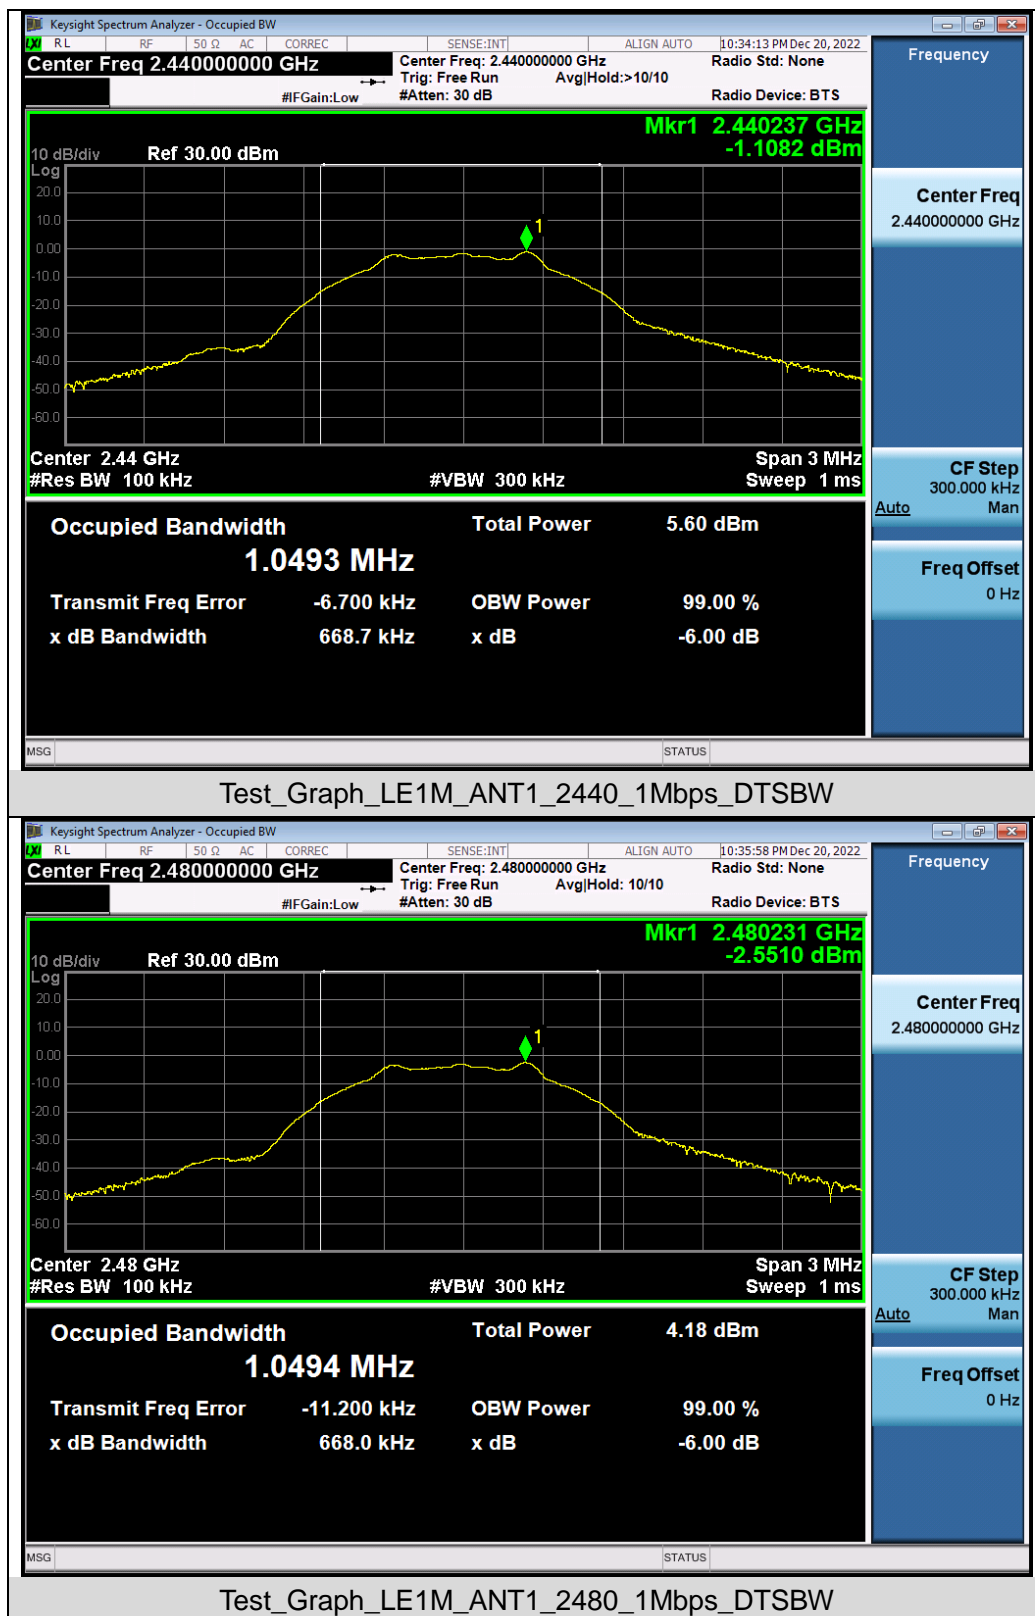 Keysight Spectrum Analyzer - Occupied BW
LXI RL RF 50 Ω AC CORREC SENSE:INT ALIGN AUTO 10:34:13 PM Dec 20, 2022
Center Freq 2.440000000 GHz
Center Freq: 2.440000000 GHz
Radio Std: None
Trig: Free Run Avg|Hold:>10/10
#IFGain:Low
#Atten: 30 dB
Radio Device: BTS
Mkr1 2.440237 GHz
-1.1082 dBm
10 dB/div Ref 30.00 dBm
Log
20.0
10.0
0.00
-10.0
-20.0
-30.0
-40.0
-50.0
-60.0
1
Center 2.44 GHz Span 3 MHz
#Res BW 100 kHz #VBW 300 kHz Sweep 1 ms
Occupied Bandwidth Total Power 5.60 dBm
1.0493 MHz
Transmit Freq Error -6.700 kHz OBW Power 99.00 %
x dB Bandwidth 668.7 kHz x dB -6.00 dB
MSG STATUS
Frequency
Center Freq
2.440000000 GHz
CF Step
300.000 kHz
Auto Man
Freq Offset
0 Hz
Test_Graph_LE1M_ANT1_2440_1Mbps_DTSBW
Keysight Spectrum Analyzer - Occupied BW
LXI RL RF 50 Ω AC CORREC SENSE:INT ALIGN AUTO 10:35:58 PM Dec 20, 2022
Center Freq 2.480000000 GHz
Center Freq: 2.480000000 GHz
Radio Std: None
Trig: Free Run Avg|Hold: 10/10
#IFGain:Low
#Atten: 30 dB
Radio Device: BTS
Mkr1 2.480231 GHz
-2.5510 dBm
10 dB/div Ref 30.00 dBm
Log
20.0
10.0
0.00
-10.0
-20.0
-30.0
-40.0
-50.0
-60.0
1
Center 2.48 GHz Span 3 MHz
#Res BW 100 kHz #VBW 300 kHz Sweep 1 ms
Occupied Bandwidth Total Power 4.18 dBm
1.0494 MHz
Transmit Freq Error -11.200 kHz OBW Power 99.00 %
x dB Bandwidth 668.0 kHz x dB -6.00 dB
MSG STATUS
Frequency
Center Freq
2.480000000 GHz
CF Step
300.000 kHz
Auto Man
Freq Offset
0 Hz
Test_Graph_LE1M_ANT1_2480_1Mbps_DTSBW